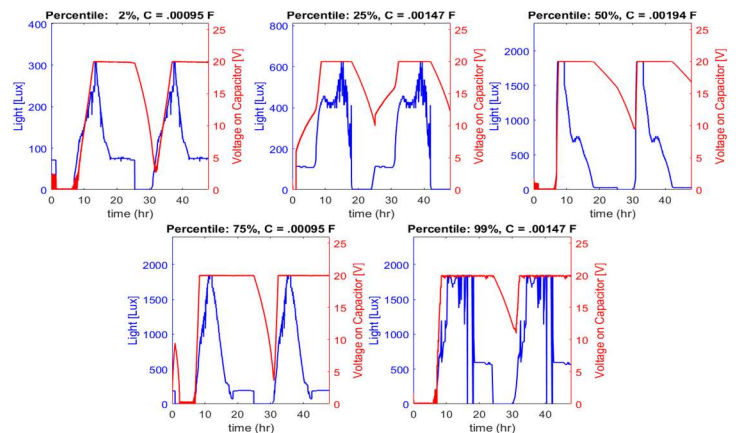 Percentile: 2%, C = .00095 F
Percentile: 25%, C = .00147 F
Percentile: 50%, C = .00194 F
Light [Lux]
400
300
200
100
0
0 10 20 30 40
time (hr)
25
20
15
10
5
0
Voltage on Capacitor [V]
Light [Lux]
800
600
400
200
0
0 10 20 30 40
time (hr)
25
20
15
10
5
0
Voltage on Capacitor [V]
Light [Lux]
2000
1500
1000
500
0
0 10 20 30 40
time (hr)
25
20
15
10
5
0
Voltage on Capacitor [V]
Percentile: 75%, C = .00095 F
Percentile: 99%, C = .00147 F
Light [Lux]
2000
1500
1000
500
0
0 10 20 30 40
time (hr)
25
20
15
10
5
0
Voltage on Capacitor [V]
Light [Lux]
2000
1500
1000
500
0
0 10 20 30 40
time (hr)
25
20
15
10
5
0
Voltage on Capacitor [V]